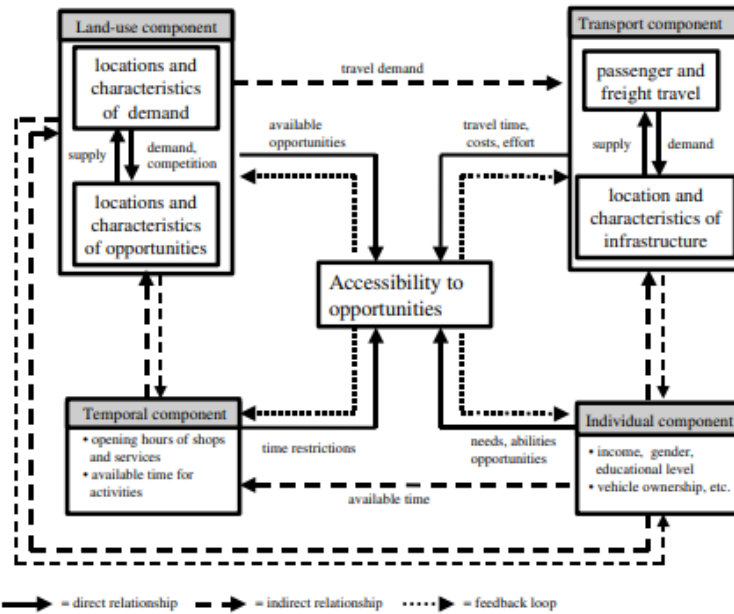 Land-use component
locations and
characteristics
of demand
supply
demand,
competition
locations and
characteristics
of opportunities
travel demand
available
opportunities
travel time,
costs, effort
Transport component
passenger and
freight travel
supply
demand
location and
characteristics of
infrastructure
Accessibility to
opportunities
Temporal component
• opening hours of shops
and services
• available time for
activities
time restrictions
needs, abilities
opportunities
available time
Individual component
• income, gender,
educational level
• vehicle ownership, etc.
= direct relationship
= indirect relationship
= feedback loop